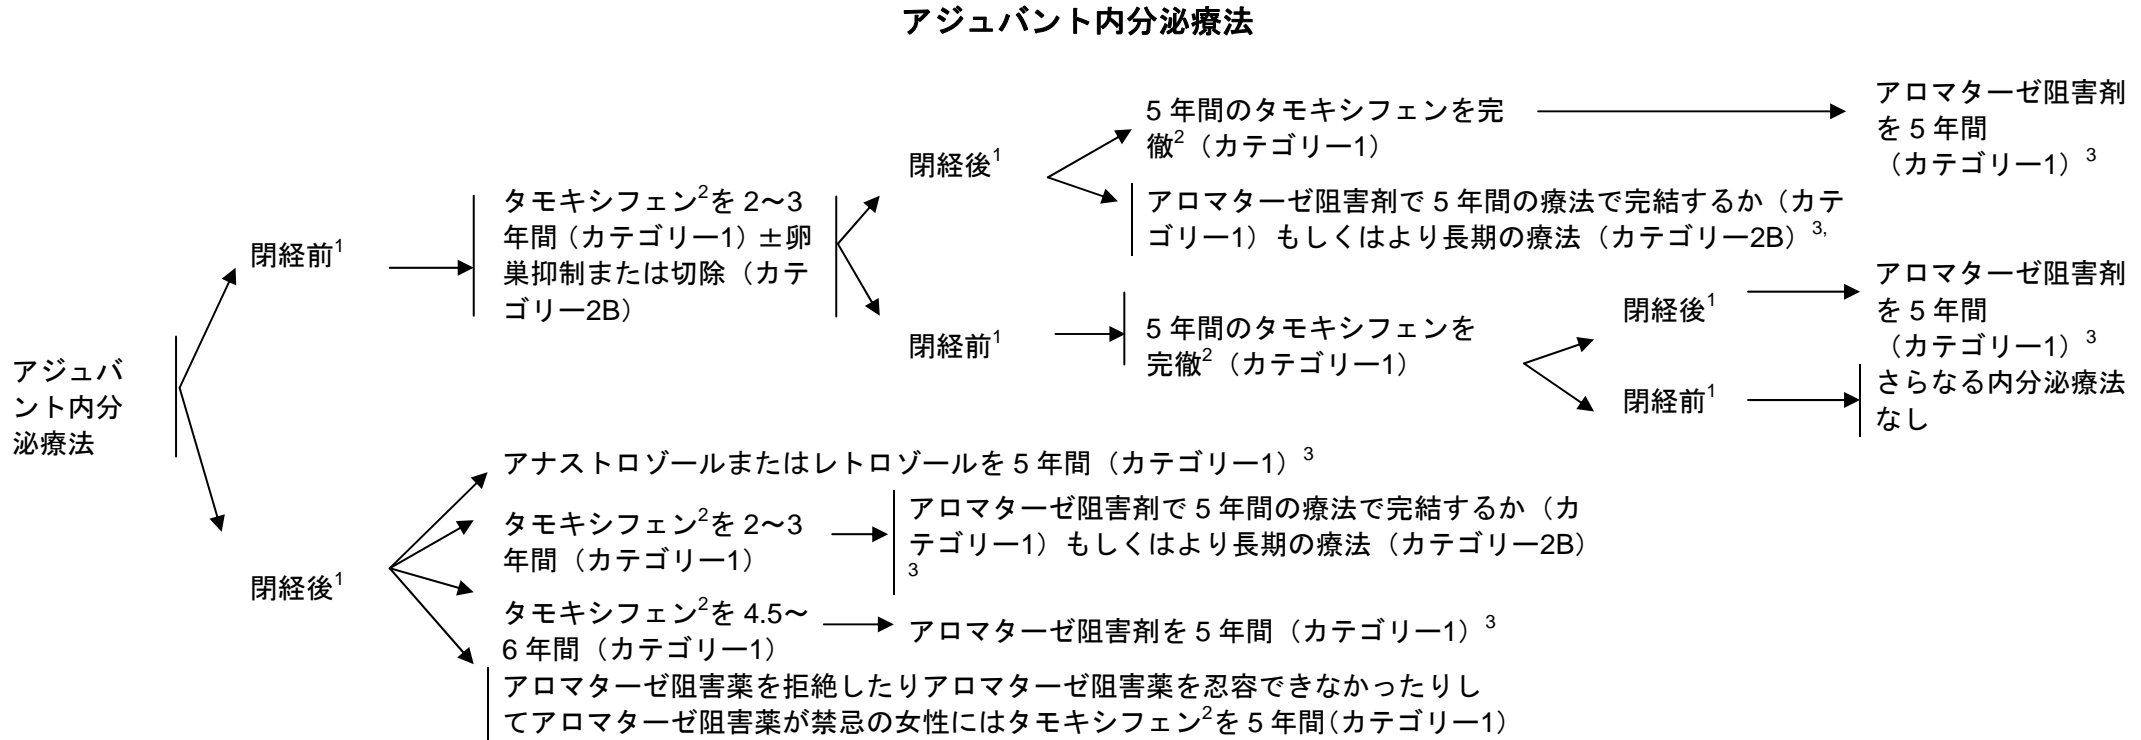 アジュバント内分泌療法
アジュバ
ント内分
泌療法
閉経前1
タモキシフェン2を 2～3
年間（カテゴリー1）±卵
巣抑制または切除（カテ
ゴリー2B）
閉経後1
5 年間のタモキシフェンを完
徹2（カテゴリー1）
アロマターゼ阻害剤
を 5 年間
（カテゴリー1）3
アロマターゼ阻害剤で 5 年間の療法で完結するか（カテ
ゴリー1）もしくはより長期の療法（カテゴリー2B）3,
閉経前1
5 年間のタモキシフェンを
完徹2（カテゴリー1）
閉経後1
アロマターゼ阻害剤
を 5 年間
（カテゴリー1）3
閉経前1
さらなる内分泌療法
なし
閉経後1
アナストロゾールまたはレトロゾールを 5 年間（カテゴリー1）3
タモキシフェン2を 2～3
年間（カテゴリー1）
アロマターゼ阻害剤で 5 年間の療法で完結するか（カ
テゴリー1）もしくはより長期の療法（カテゴリー2B）
3
タモキシフェン2を 4.5～
6 年間（カテゴリー1）
アロマターゼ阻害剤を 5 年間（カテゴリー1）3
アロマターゼ阻害薬を拒絶したりアロマターゼ阻害薬を忍容できなかったりし
てアロマターゼ阻害薬が禁忌の女性にはタモキシフェン2を 5 年間（カテゴリー1）